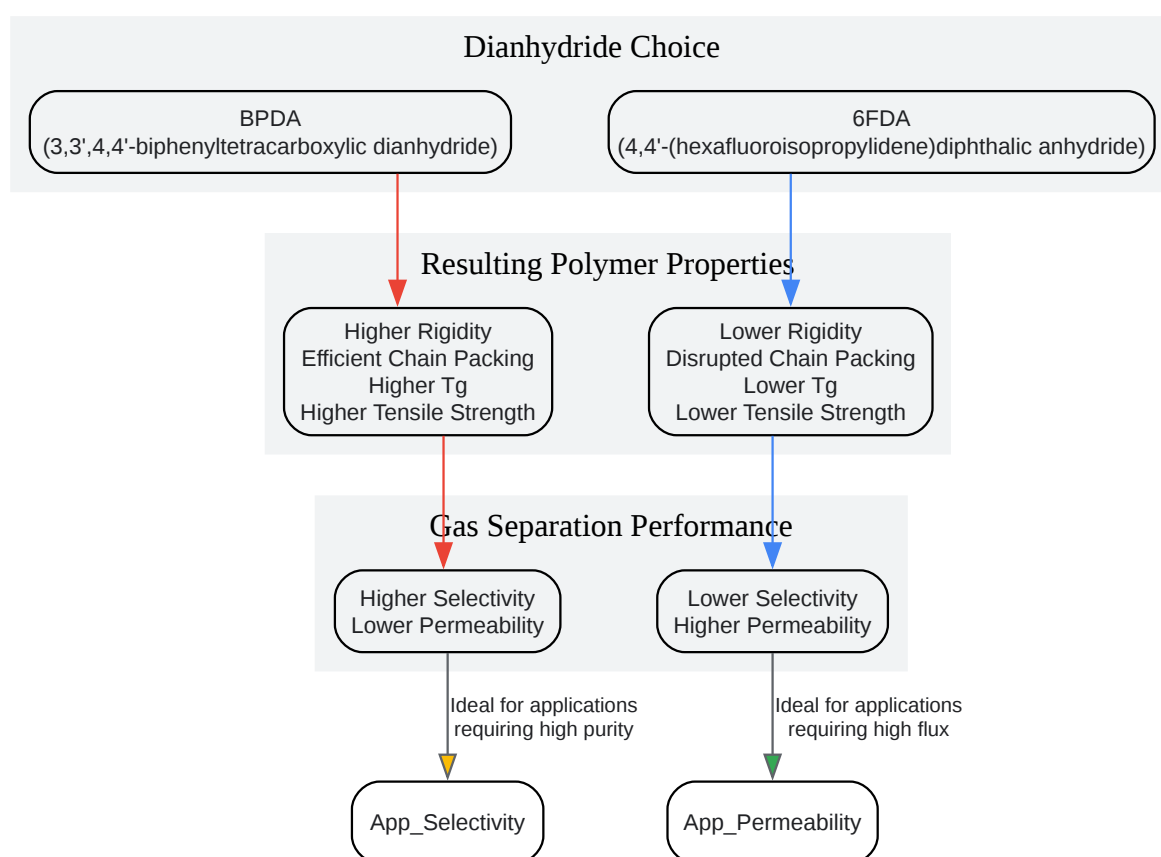 Dianhydride Choice
BPDA
(3,3',4,4'-biphenyltetracarboxylic dianhydride)
6FDA
(4,4'-(hexafluoroisopropylidene)diphthalic anhydride)
Resulting Polymer Properties
Higher Rigidity
Efficient Chain Packing
Higher Tg
Higher Tensile Strength
Lower Rigidity
Disrupted Chain Packing
Lower Tg
Lower Tensile Strength
Gas Separation Performance
Higher Selectivity
Lower Permeability
Lower Selectivity
Higher Permeability
Ideal for applications
requiring high purity
Ideal for applications
requiring high flux
App_Selectivity
App_Permeability